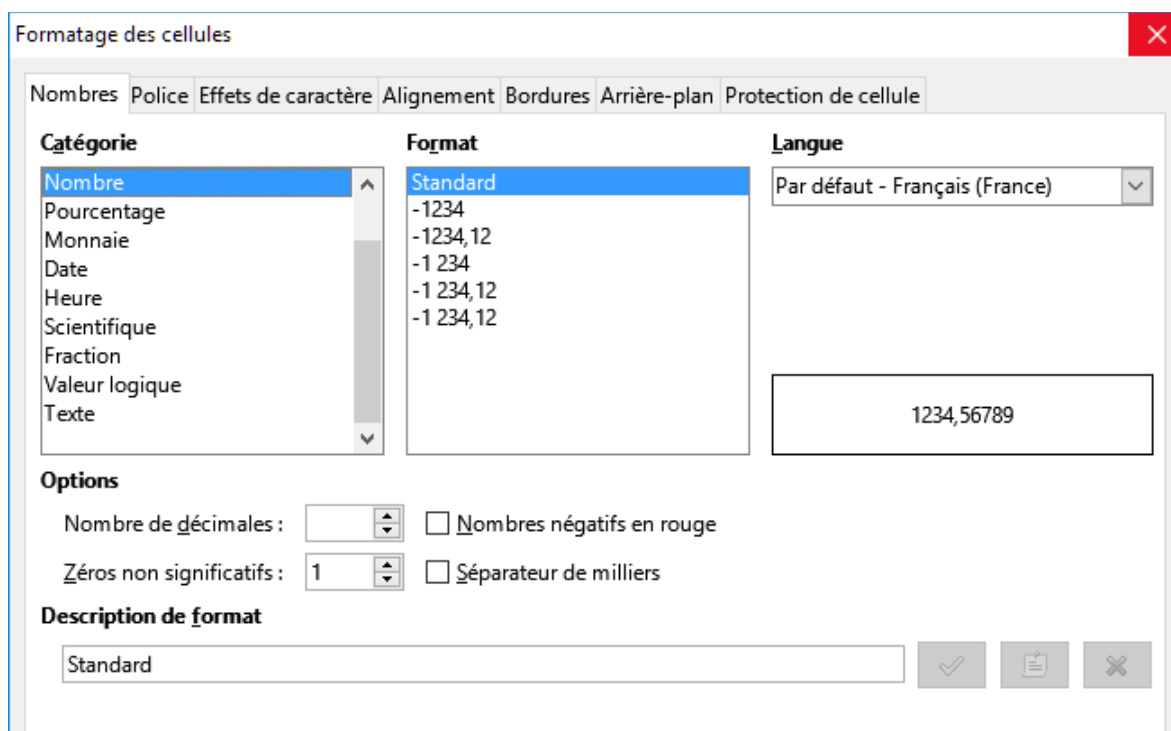 Formatage des cellules
Nombres Police Effets de caractère Alignement Bordures Arrière-plan Protection de cellule
Catégorie
Nombre
Pourcentage
Monnaie
Date
Heure
Scientifique
Fraction
Valeur logique
Texte
Format
Standard
-1234
-1234,12
-1 234
-1 234,12
-1 234,12
Langue
Par défaut - Français (France)
1234,56789
Options
Nombre de décimales :
Nombres négatifs en rouge
Zéros non significatifs : 1
Séparateur de milliers
Description de format
Standard